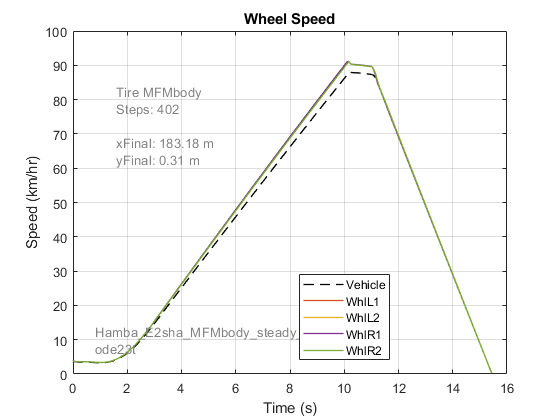 Wheel Speed
100
90
80
70
60
50
40
30
20
10
0
Speed (km/hr)
Tire MFMbody
Steps: 402
xFinal: 183.18 m
yFinal: 0.31 m
Vehicle
WhlL1
WhlL2
WhlR1
WhlR2
Hamba
E2sha_MFMbody_steady_
0 2 4 6 8 10 12 14 16
Time (s)